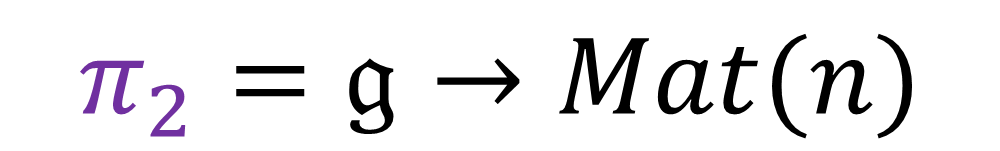 π₂ = 𝔤 → Mat(n)